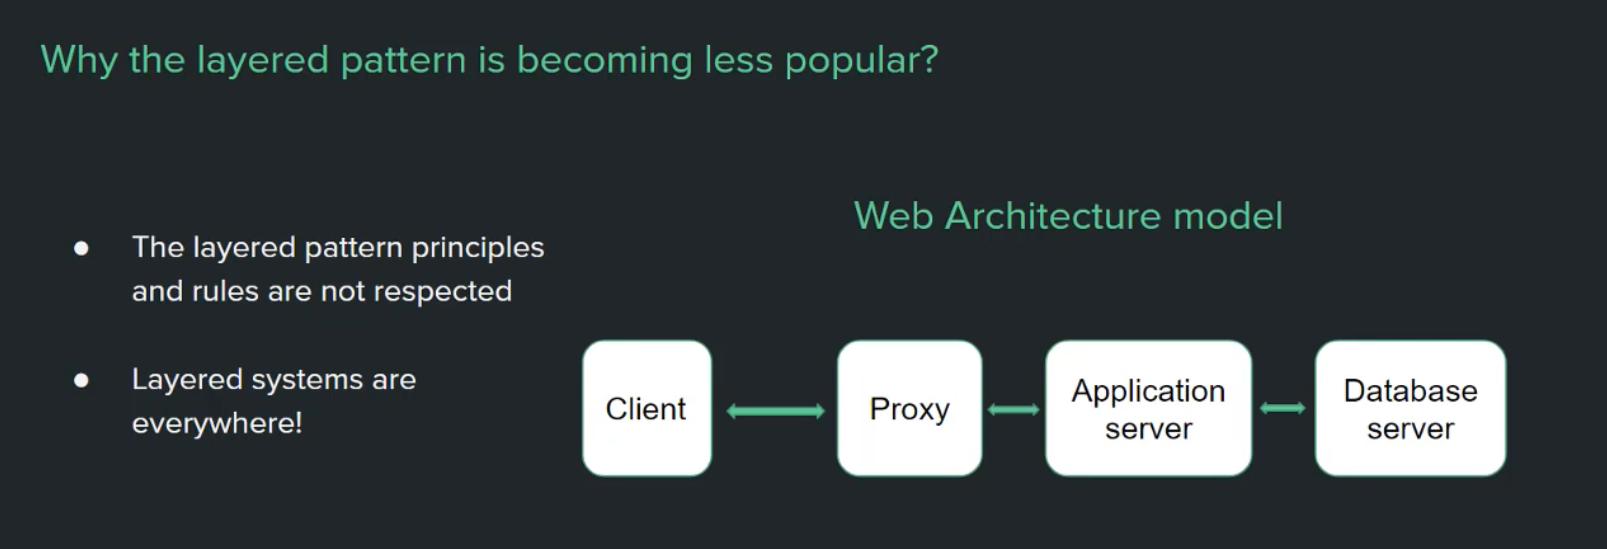 Why the layered pattern is becoming less popular?
The layered pattern principles
and rules are not respected
Layered systems are
everywhere!
Web Architecture model
Client
Proxy
Application
server
Database
server